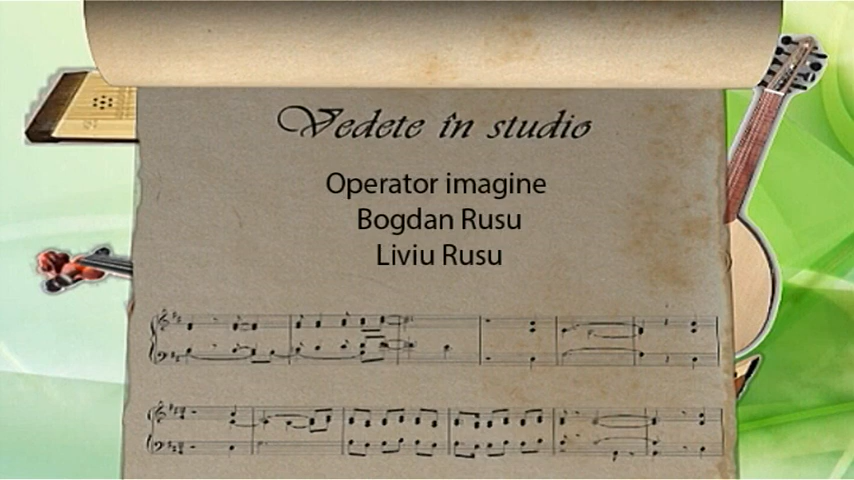 Vedete în studio
Operator imagine
Bogdan Rusu
Liviu Rusu